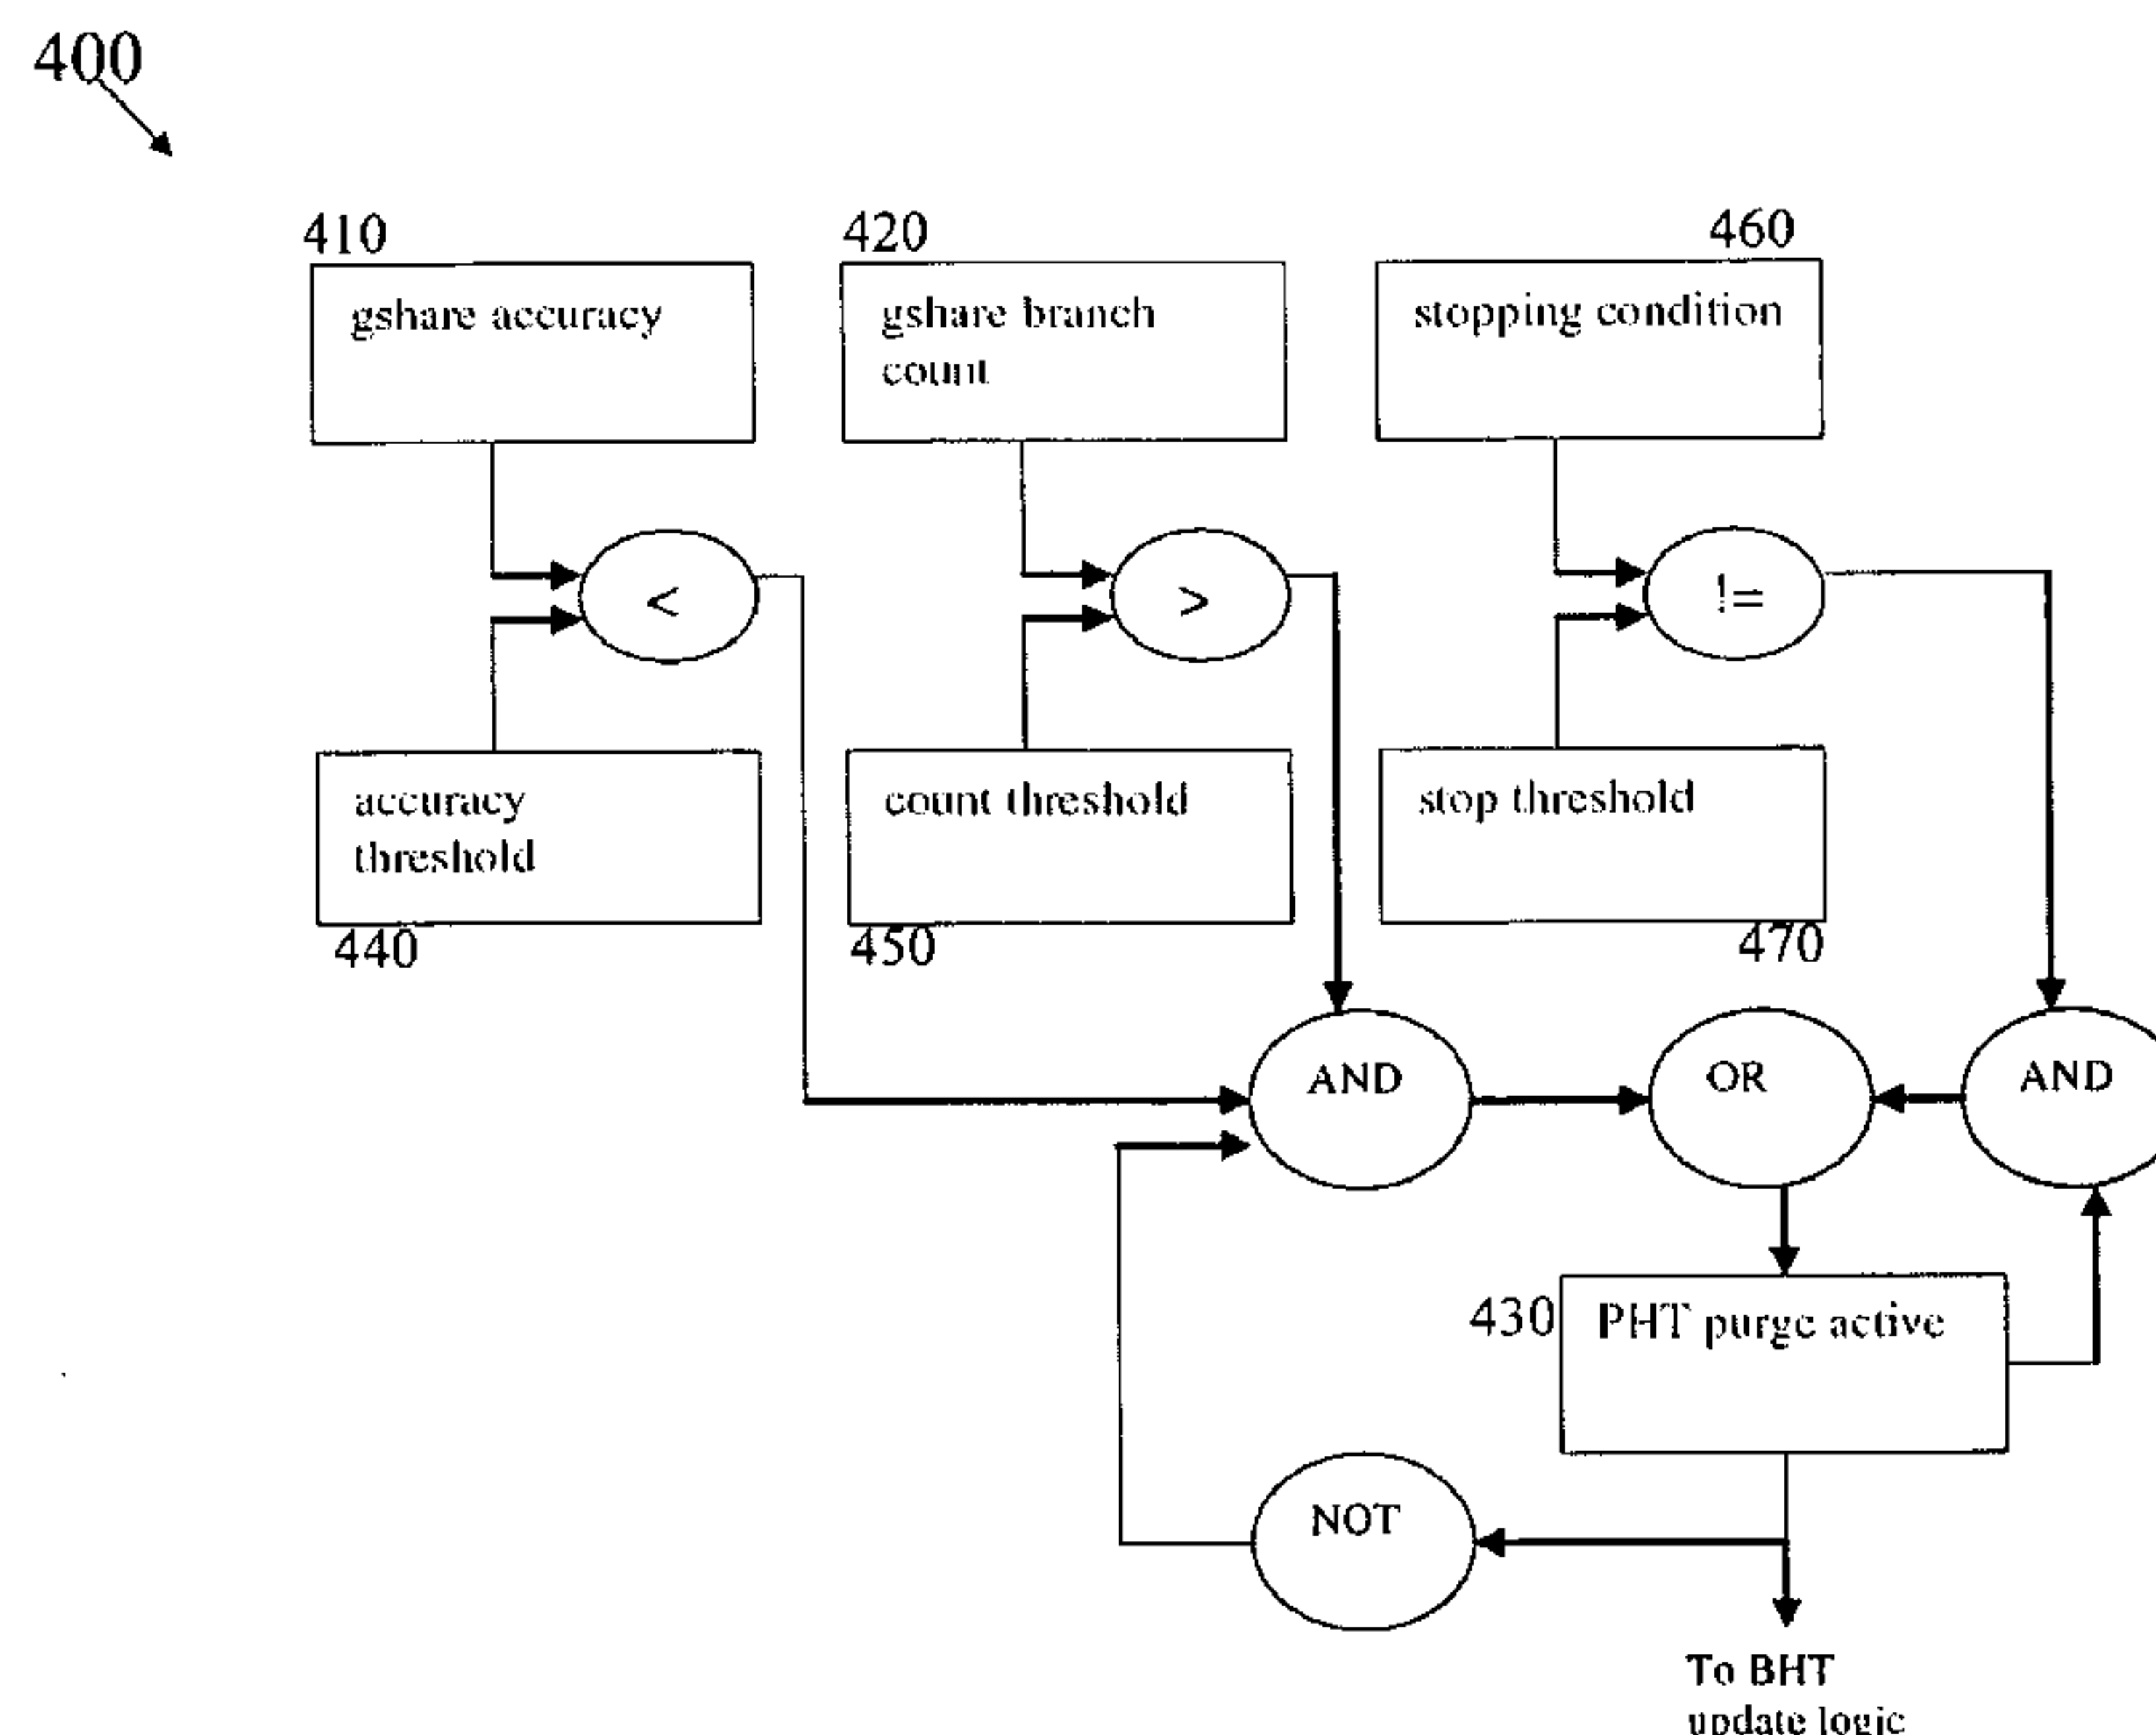 400
410
420
460
gshare accuracy
gshare branch
count
stopping condition
<
>
!=
accuracy
threshold
count threshold
stop threshold
440
450
470
AND
OR
AND
430
PHT purge active
NOT
To BHT
update logic